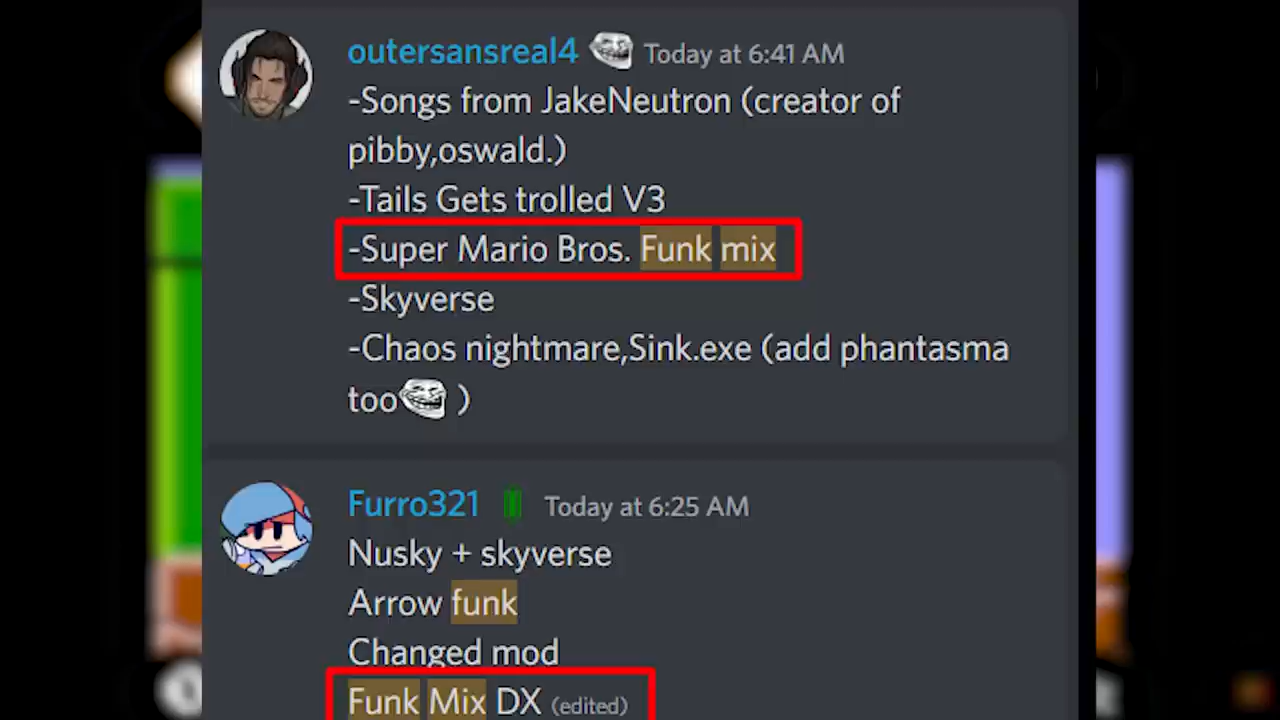 outersansreal4 Today at 6:41 AM
-Songs from JakeNeutron (creator of
pibby,oswald.)
-Tails Gets trolled V3
-Super Mario Bros. Funk mix
-Skyverse
-Chaos nightmare,Sink.exe (add phantasma
too )
Furro321 Today at 6:25 AM
Nusky + skyverse
Arrow funk
Changed mod
Funk Mix DX (edited)